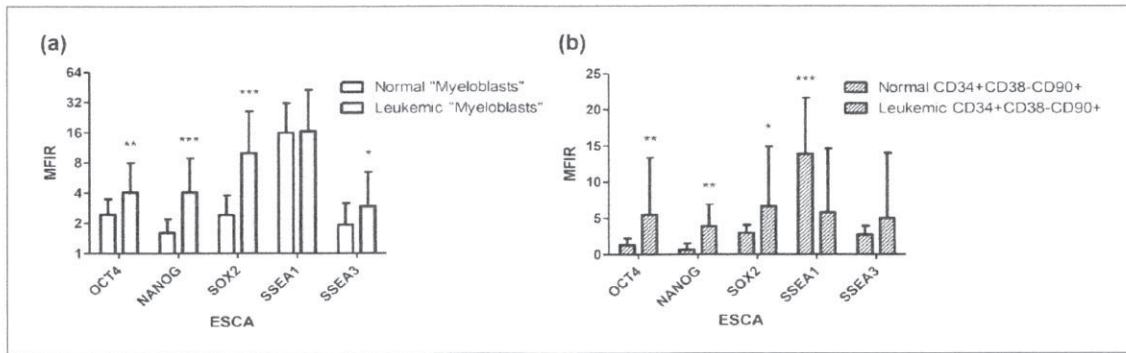 (a)
64
32
16
8
4
2
1
MFIR
** *** *** *
Normal "Myeloblasts"
Leukemic "Myeloblasts"
OCT4 NANOG SOX2 SSEA1 SSEA3
ESCA
(b)
25
20
15
10
5
0
MFIR
** ** * ***
Normal CD34+CD38-CD90+
Leukemic CD34+CD38-CD90+
OCT4 NANOG SOX2 SSEA1 SSEA3
ESCA